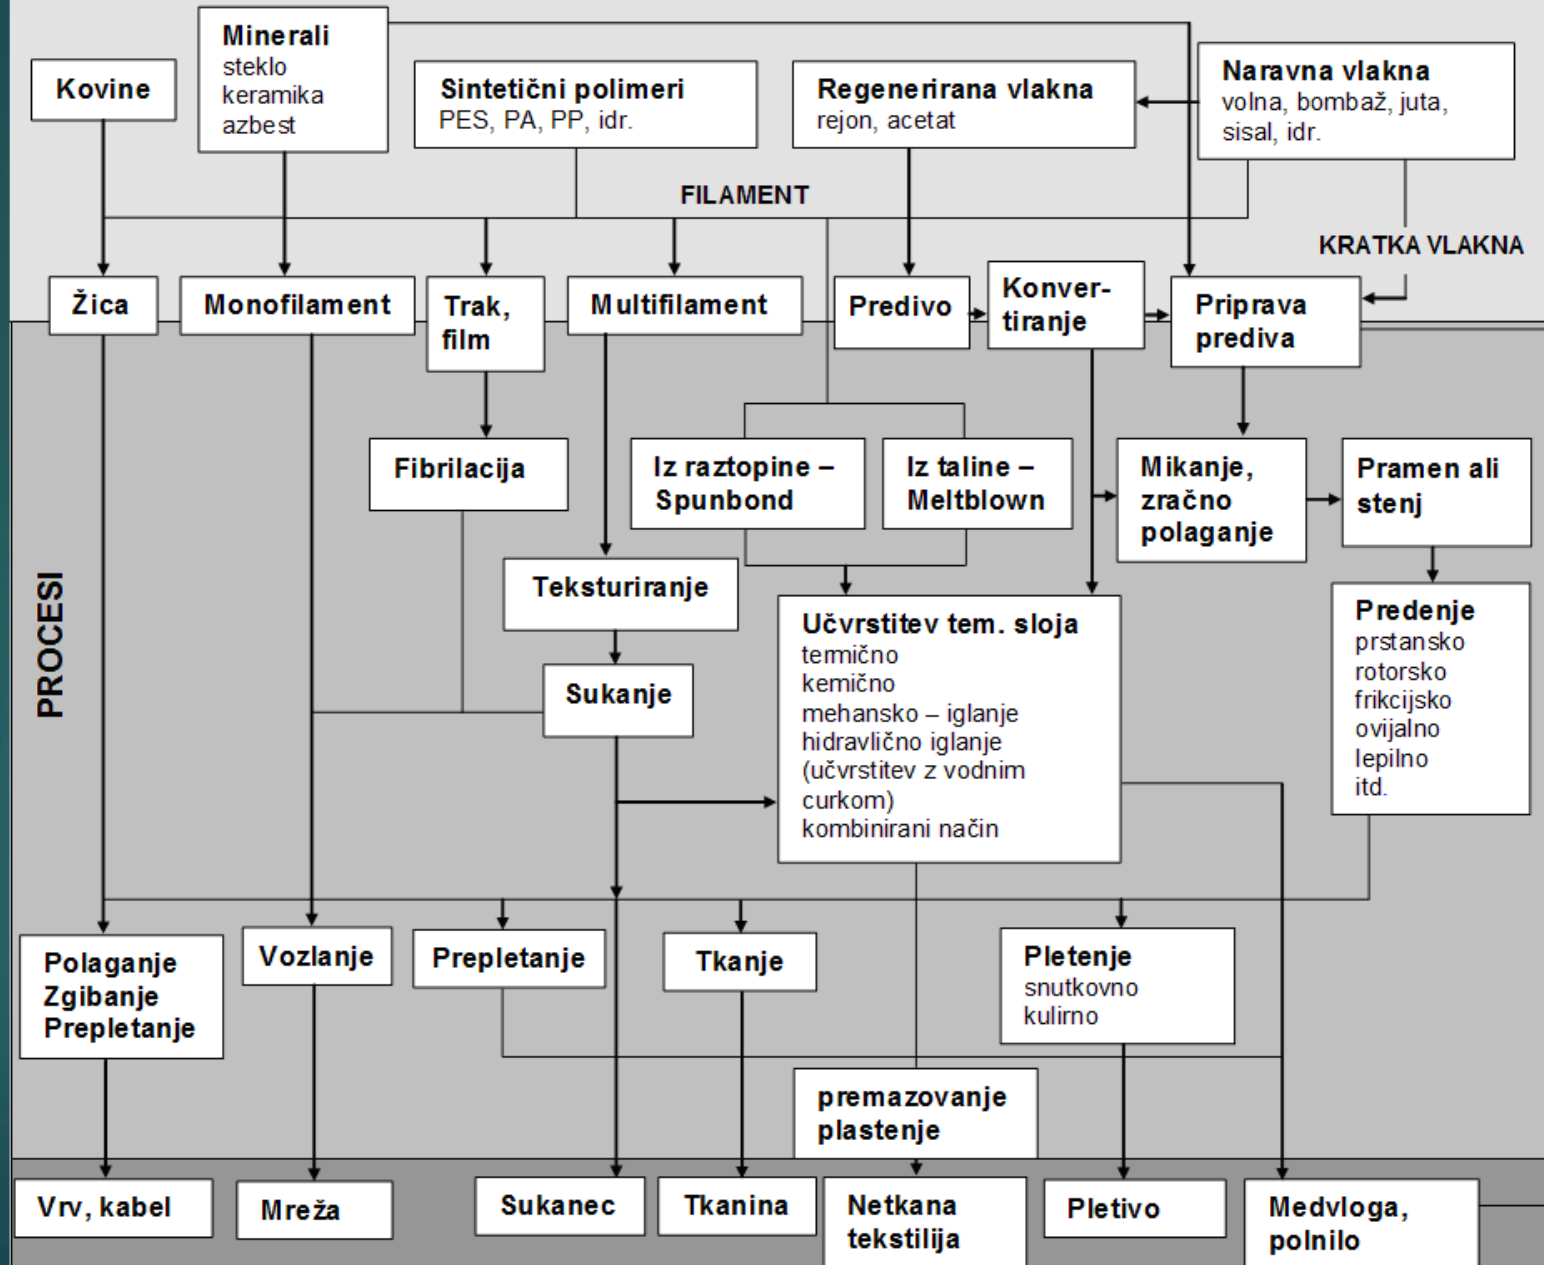 Kovine
Minerali
steklo
keramika
azbest
Sintetični polimeri
PES, PA, PP, idr.
Regenerirana vlakna
rejon, acetat
Naravna vlakna
volna, bombaž, juta,
sisal, idr.
FILAMENT
KRATKA VLAKNA
Žica
Monofilament
Trak,
film
Multifilament
Predivo
Konver-
tiranje
Priprava
prediva
Fibrilacija
Iz raztopine –
Spunbond
Iz taline –
Meltblown
Mikanje,
zračno
polaganje
Pramen ali
stenj
PROCESI
Teksturiranje
Sukanje
Učvrstitev tem. sloja
termično
kemično
mehansko – iglanje
hidravlično iglanje
(učvrstitev z vodnim
curkom)
kombinirani način
Predenje
prstansko
rotorsko
frikcijsko
ovijalno
lepilno
itd.
Polaganje
Zgibanje
Prepletanje
Vozlanje
Prepletanje
Tkanje
Pletenje
snutkovno
kulirno
premazovanje
plastenje
Vrv, kabel
Mreža
Sukanec
Tkanina
Netkana
tekstilija
Pletivo
Medvloga,
polnilo